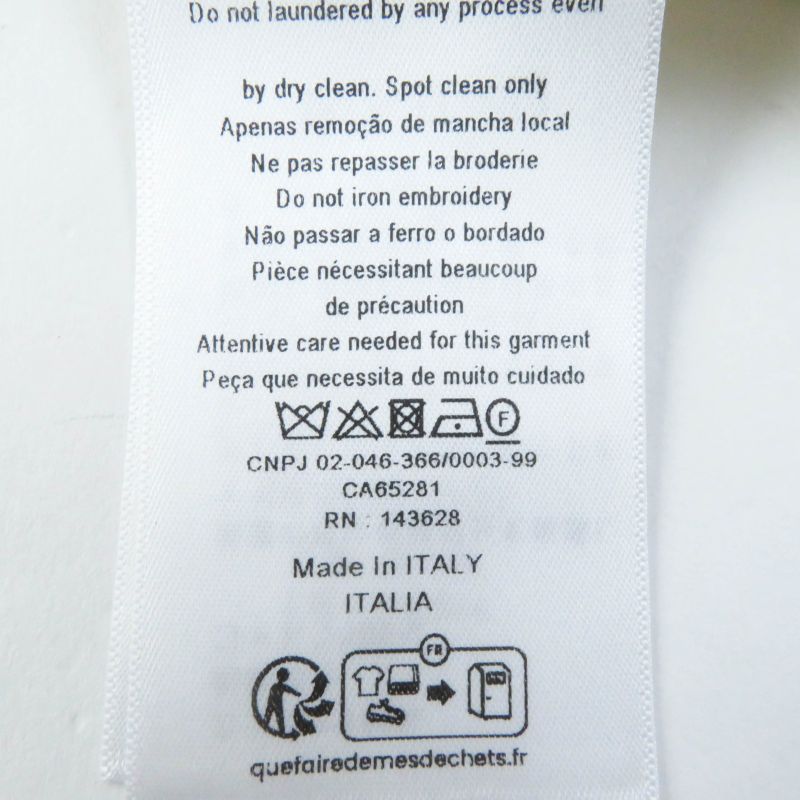 Do not laundered by any process even
by dry clean. Spot clean only
Apenas remoção de mancha local
Ne pas repasser la broderie
Do not iron embroidery
Não passar a ferro o bordado
Pièce nécessitant beaucoup
de précaution
Attentive care needed for this garment
Peça que necessita de muito cuidado
F
CNPJ 02-046-366/0003-99
CA65281
RN : 143628
Made In ITALY
ITALIA
FR
quefairedemesdechets.fr